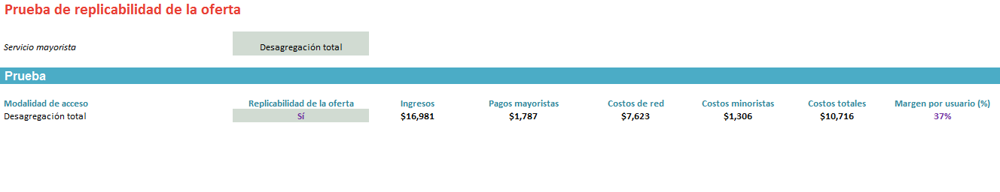 Prueba de replicabilidad de la oferta
Servicio mayorista Desagregación total
Prueba
Modalidad de acceso Replicabilidad de la oferta Ingresos Pagos mayoristas Costos de red Costos minoristas Costos totales Margen por usuario (%)
Desagregación total Sí $16,981 $1,787 $7,623 $1,306 $10,716 37%